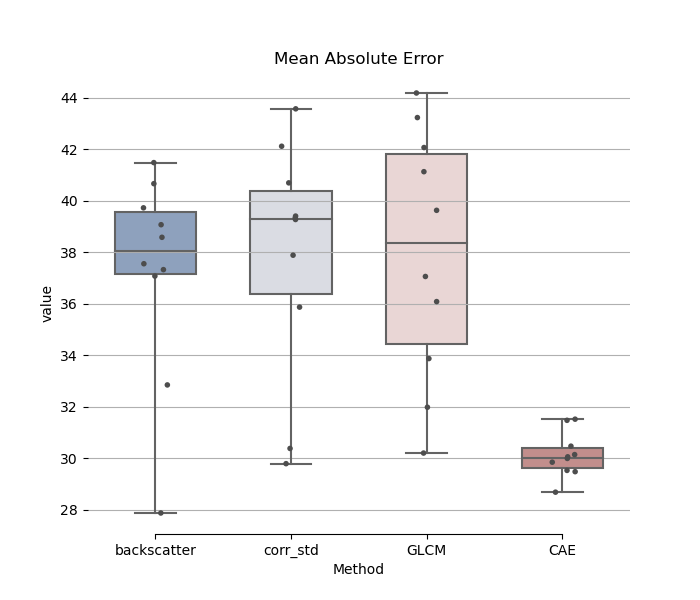 Mean Absolute Error
44
42
40
38
36
34
32
30
28
value
backscatter corr_std GLCM CAE
Method